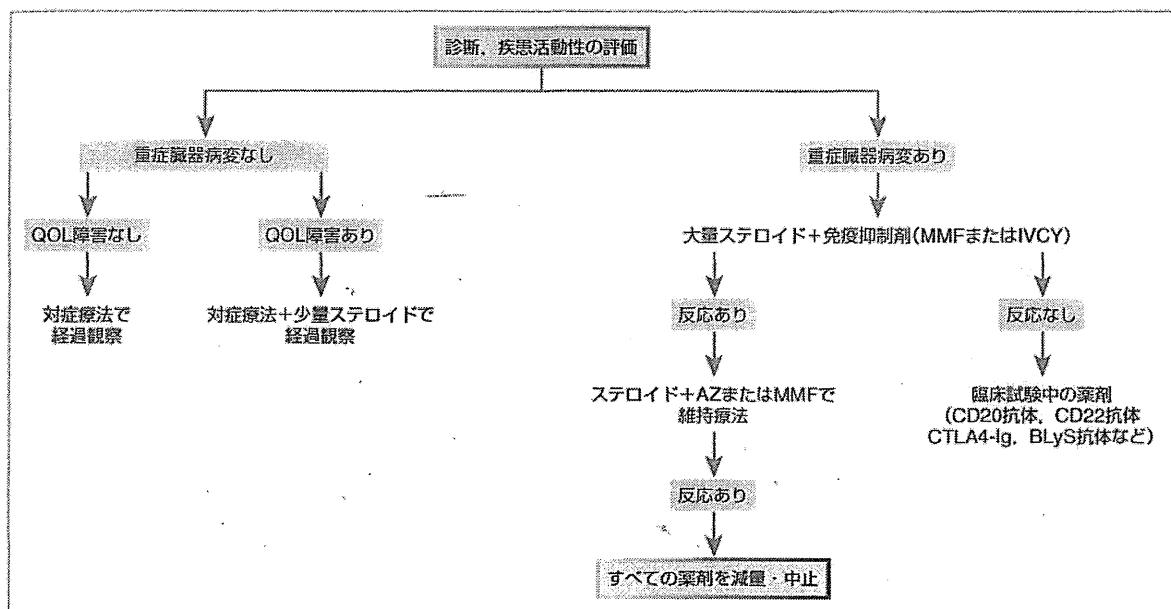 診断、疾患活動性の評価
重症臓器病変なし
重症臓器病変あり
QOL障害なし
QOL障害あり
大量ステロイド+免疫抑制剤(MMFまたはIVCY)
対症療法で
経過観察
対症療法+少量ステロイドで
経過観察
反応あり
反応なし
ステロイド+AZまたはMMFで
維持療法
臨床試験中の薬剤
(CD20抗体，CD22抗体
CTLA4-Ig，BLyS抗体など)
反応あり
すべての薬剤を減量・中止